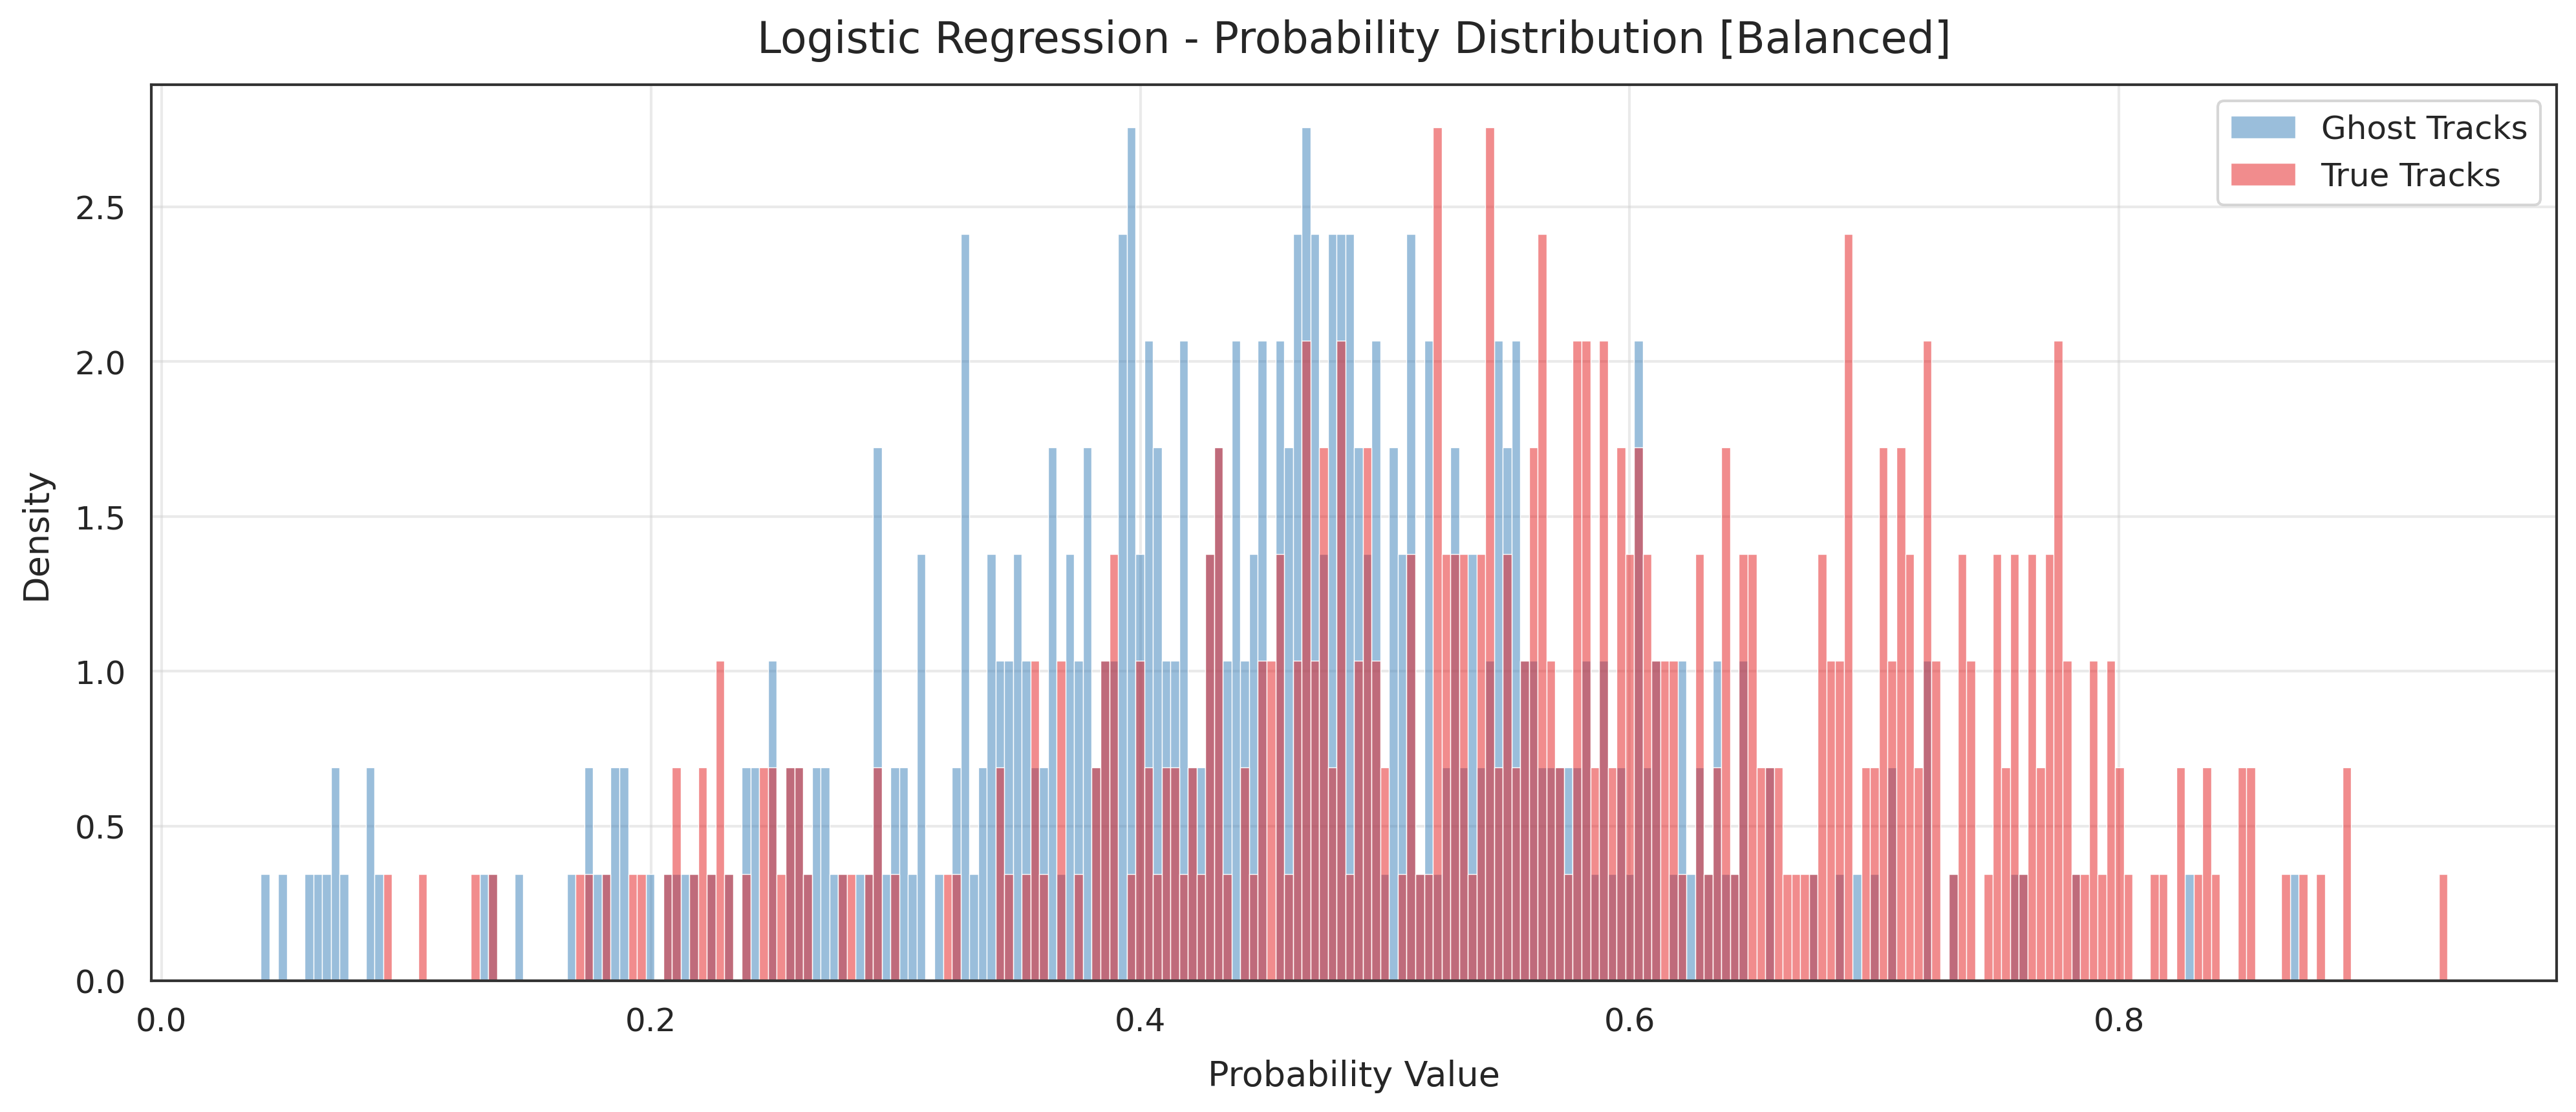 Logistic Regression - Probability Distribution [Balanced]
Ghost Tracks
True Tracks
2.5
2.0
1.5
1.0
0.5
0.0
Density
0.0 0.2 0.4 0.6 0.8
Probability Value